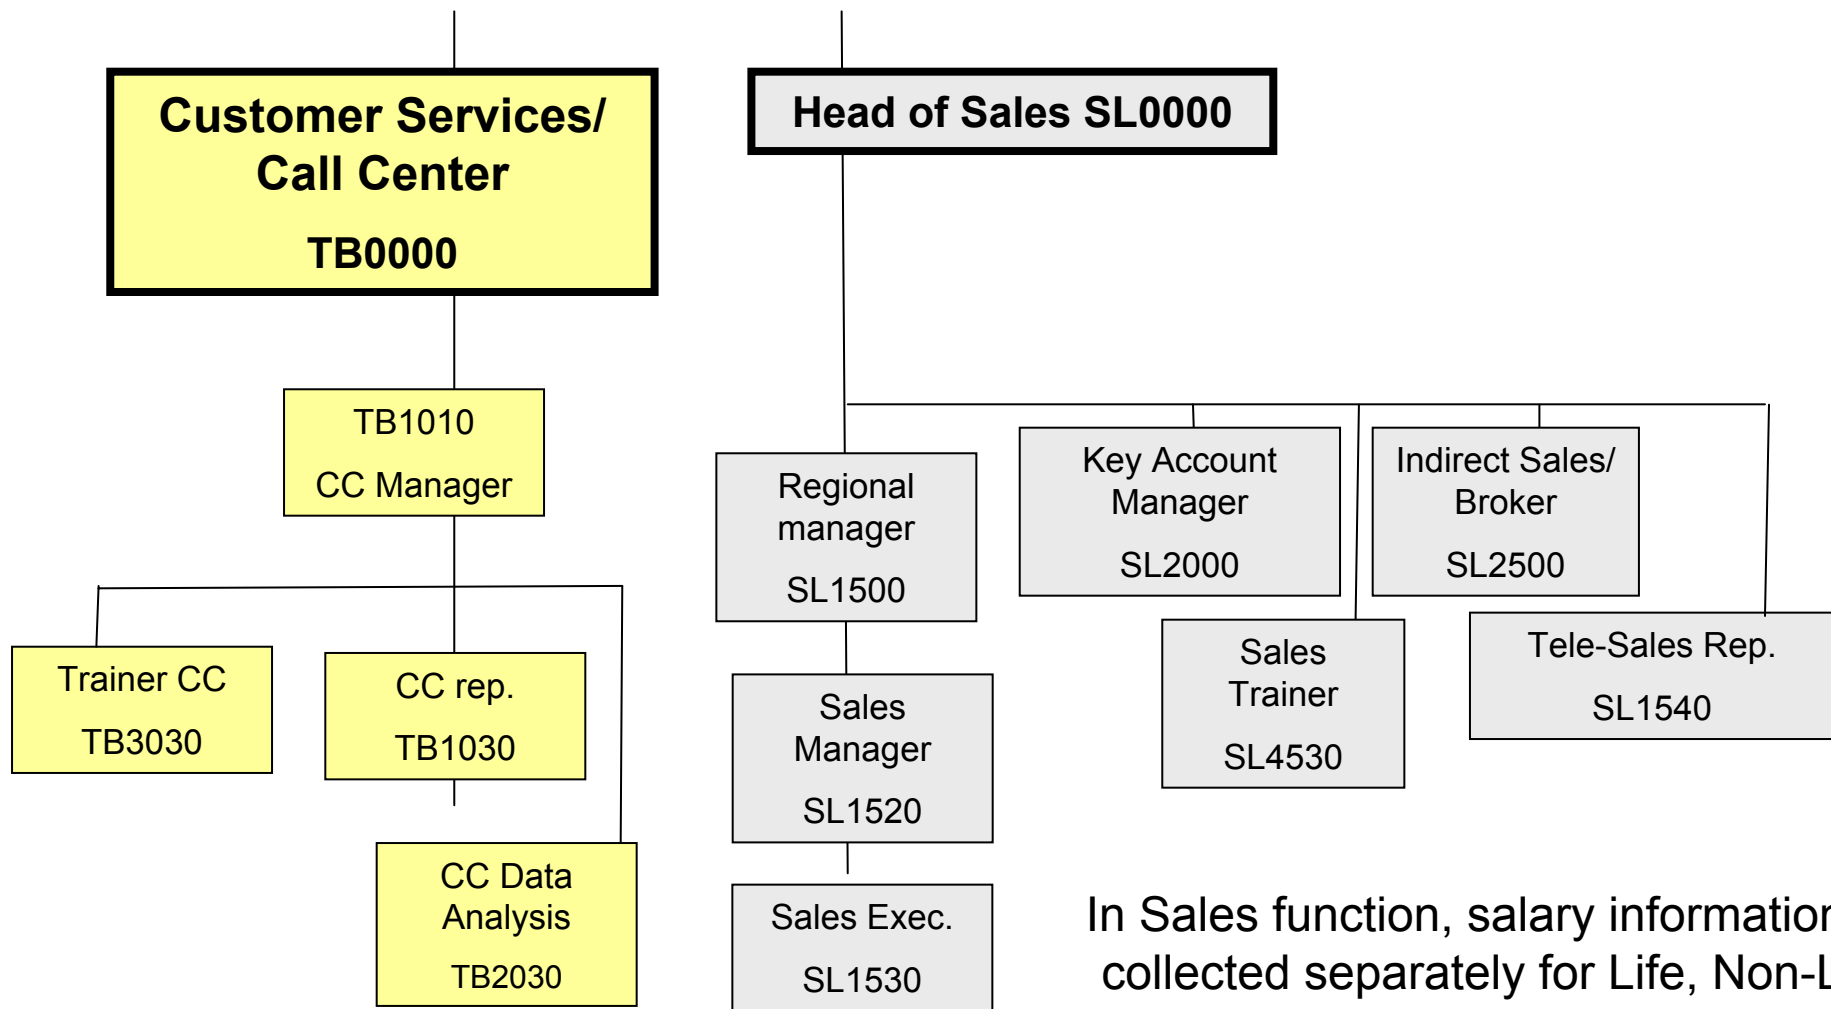 Customer Services/
Call Center
TB0000
Head of Sales SL0000
TB1010
CC Manager
Trainer CC
TB3030
CC rep.
TB1030
CC Data
Analysis
TB2030
Regional
manager
SL1500
Sales
Manager
SL1520
Sales Exec.
SL1530
Key Account
Manager
SL2000
Sales
Trainer
SL4530
Indirect Sales/
Broker
SL2500
Tele-Sales Rep.
SL1540
In Sales function, salary information
collected separately for Life, Non-L